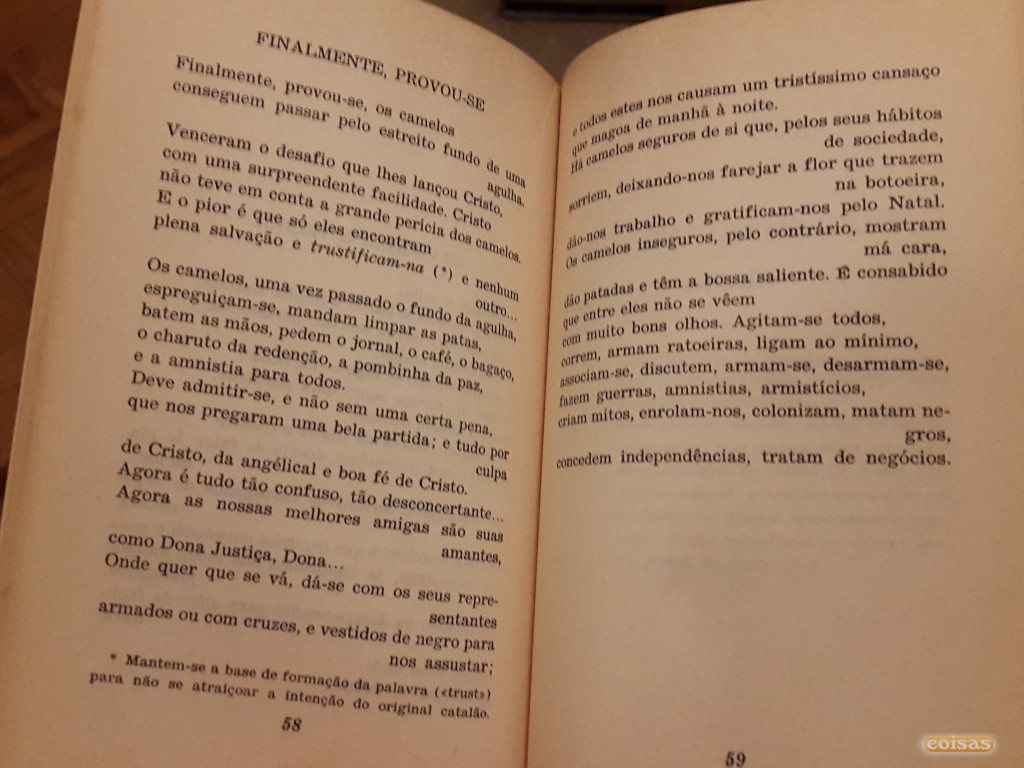 FINALMENTE, PROVOU-SE
Finalmente, provou-se, os camelos
conseguem passar pelo estreito fundo de uma
agulha.
Venceram o desafio que lhes lançou Cristo,
com uma surpreendente facilidade. Cristo
não teve em conta a grande perícia dos camelos.
E o pior é que só eles encontram
plena salvação e trustificam-na (*) e nenhum
outro...
Os camelos, uma vez passado o fundo da agulha,
espreguiçam-se, mandam limpar as patas,
batem as mãos, pedem o jornal, o café, o bagaço,
o charuto da redenção, a pombinha da paz,
e a amnistia para todos.
Deve admitir-se, e não sem uma certa pena,
que nos pregaram uma bela partida; e tudo por
culpa
de Cristo, da angélical e boa fé de Cristo.
Agora é tudo tão confuso, tão desconcertante...
Agora as nossas melhores amigas são suas
amantes,
como Dona Justiça, Dona...
Onde quer que se vá, dá-se com os seus repre-
sentantes
armados ou com cruzes, e vestidos de negro para
nos assustar;
* Mantem-se a base de formação da palavra («trust»)
para não se atraiçoar a intenção do original catalão.
58
e todos estes nos causam um tristíssimo cansaço
que magoa de manhã à noite.
Há camelos seguros de si que, pelos seus hábitos
de sociedade,
sorriem, deixando-nos farejar a flor que trazem
na botoeira,
dão-nos trabalho e gratificam-nos pelo Natal.
Os camelos inseguros, pelo contrário, mostram
má cara,
dão patadas e têm a bossa saliente. É consabido
que entre eles não se vêem
com muito bons olhos. Agitam-se todos,
correm, armam ratoeiras, ligam ao mínimo,
associam-se, discutem, armam-se, desarmam-se,
fazem guerras, amnistias, armistícios,
criam mitos, enrolam-nos, colonizam, matam ne-
gros,
concedem independências, tratam de negócios.
59
coisas